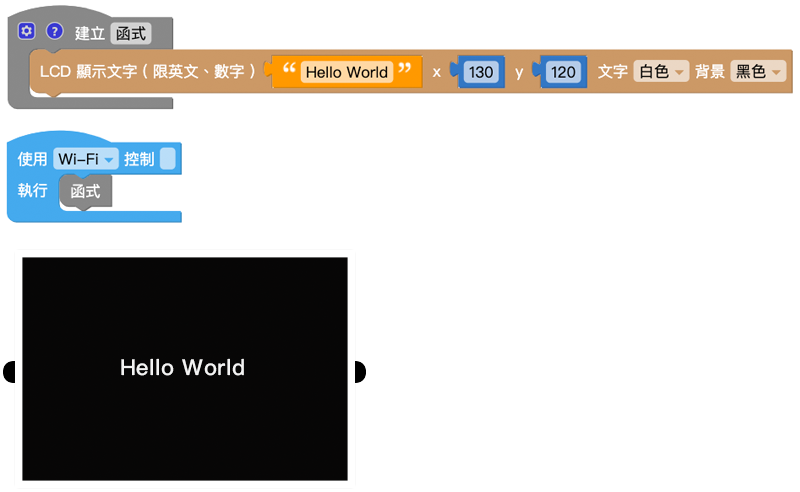 ? 建立 函式
LCD 顯示文字（限英文、數字） “ Hello World ” x 130 y 120 文字 白色 背景 黑色
使用 Wi-Fi 控制
執行 函式
Hello World